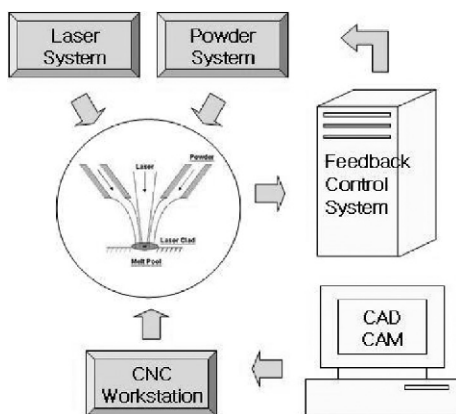 Laser
System
Powder
System
Laser
Powder
Laser Clad
Melt Pool
Feedback
Control
System
CAD
CAM
CNC
Workstation